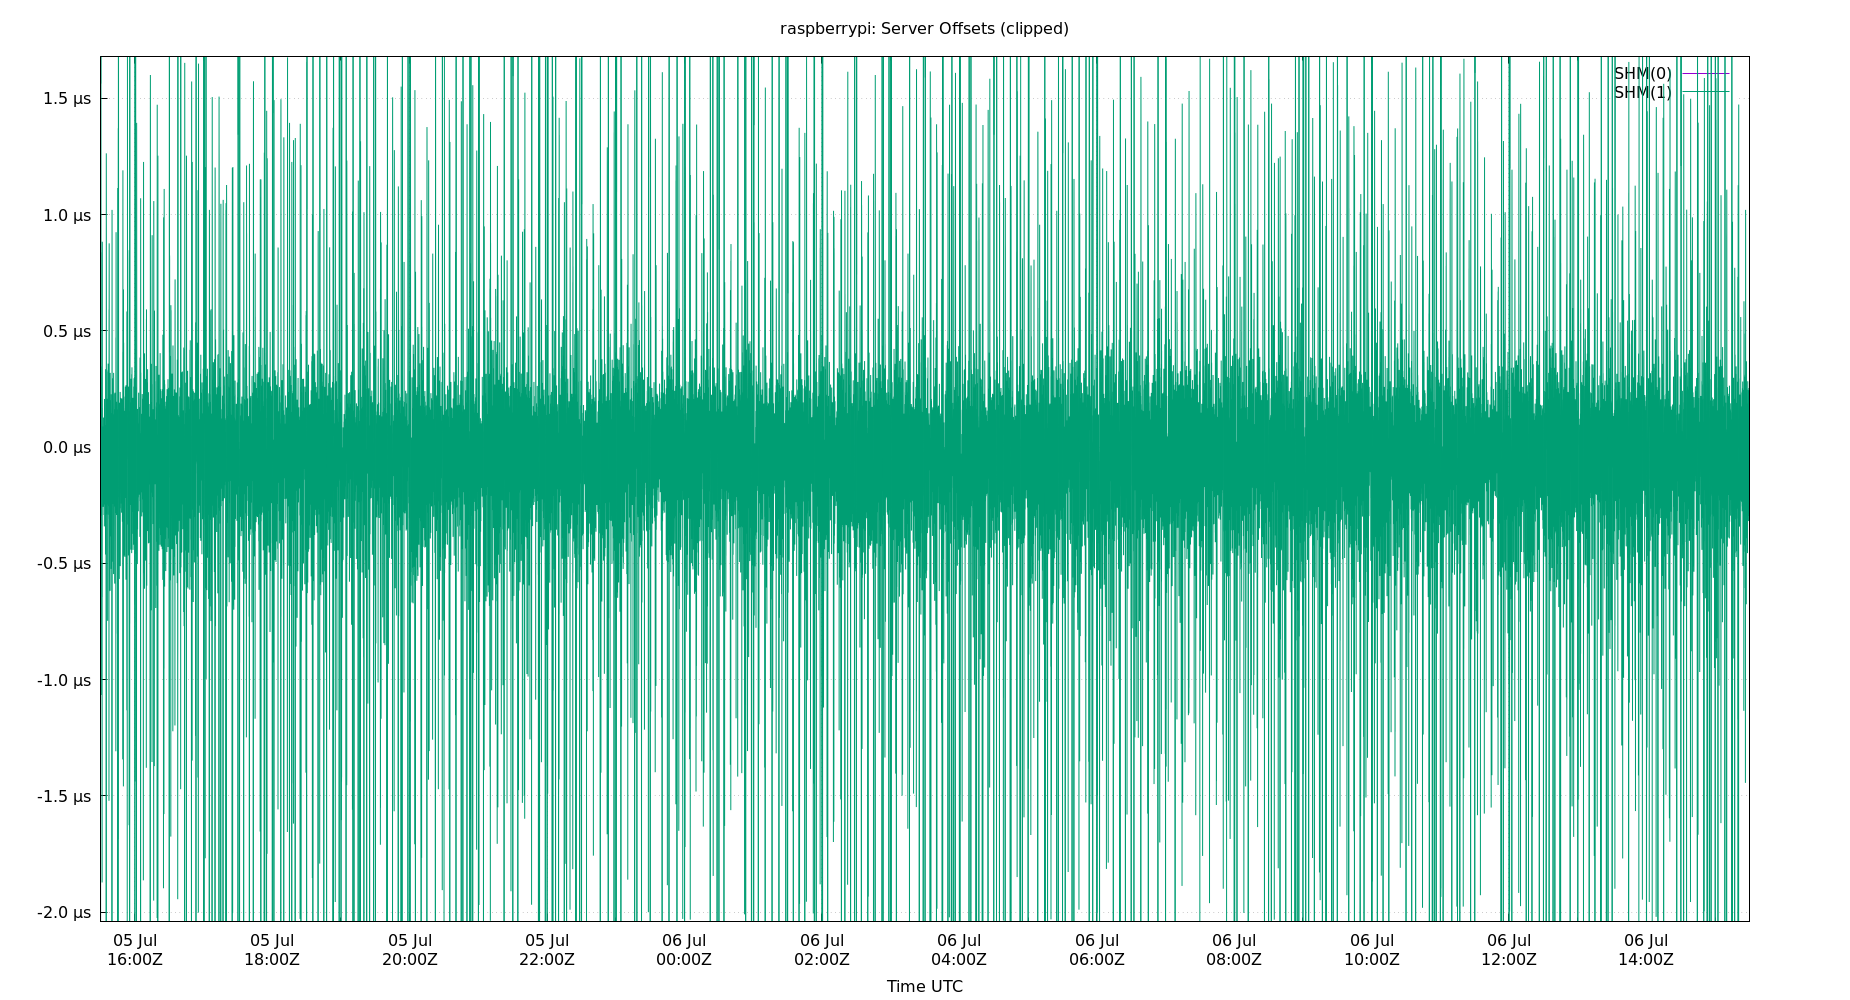 raspberrypi: Server Offsets (clipped)
SHM(0)
SHM(1)
1.5 µs
1.0 µs
0.5 µs
0.0 µs
-0.5 µs
-1.0 µs
-1.5 µs
-2.0 µs
05 Jul 05 Jul 05 Jul 05 Jul 06 Jul 06 Jul 06 Jul 06 Jul 06 Jul 06 Jul 06 Jul 06 Jul
16:00Z 18:00Z 20:00Z 22:00Z 00:00Z 02:00Z 04:00Z 06:00Z 08:00Z 10:00Z 12:00Z 14:00Z
Time UTC